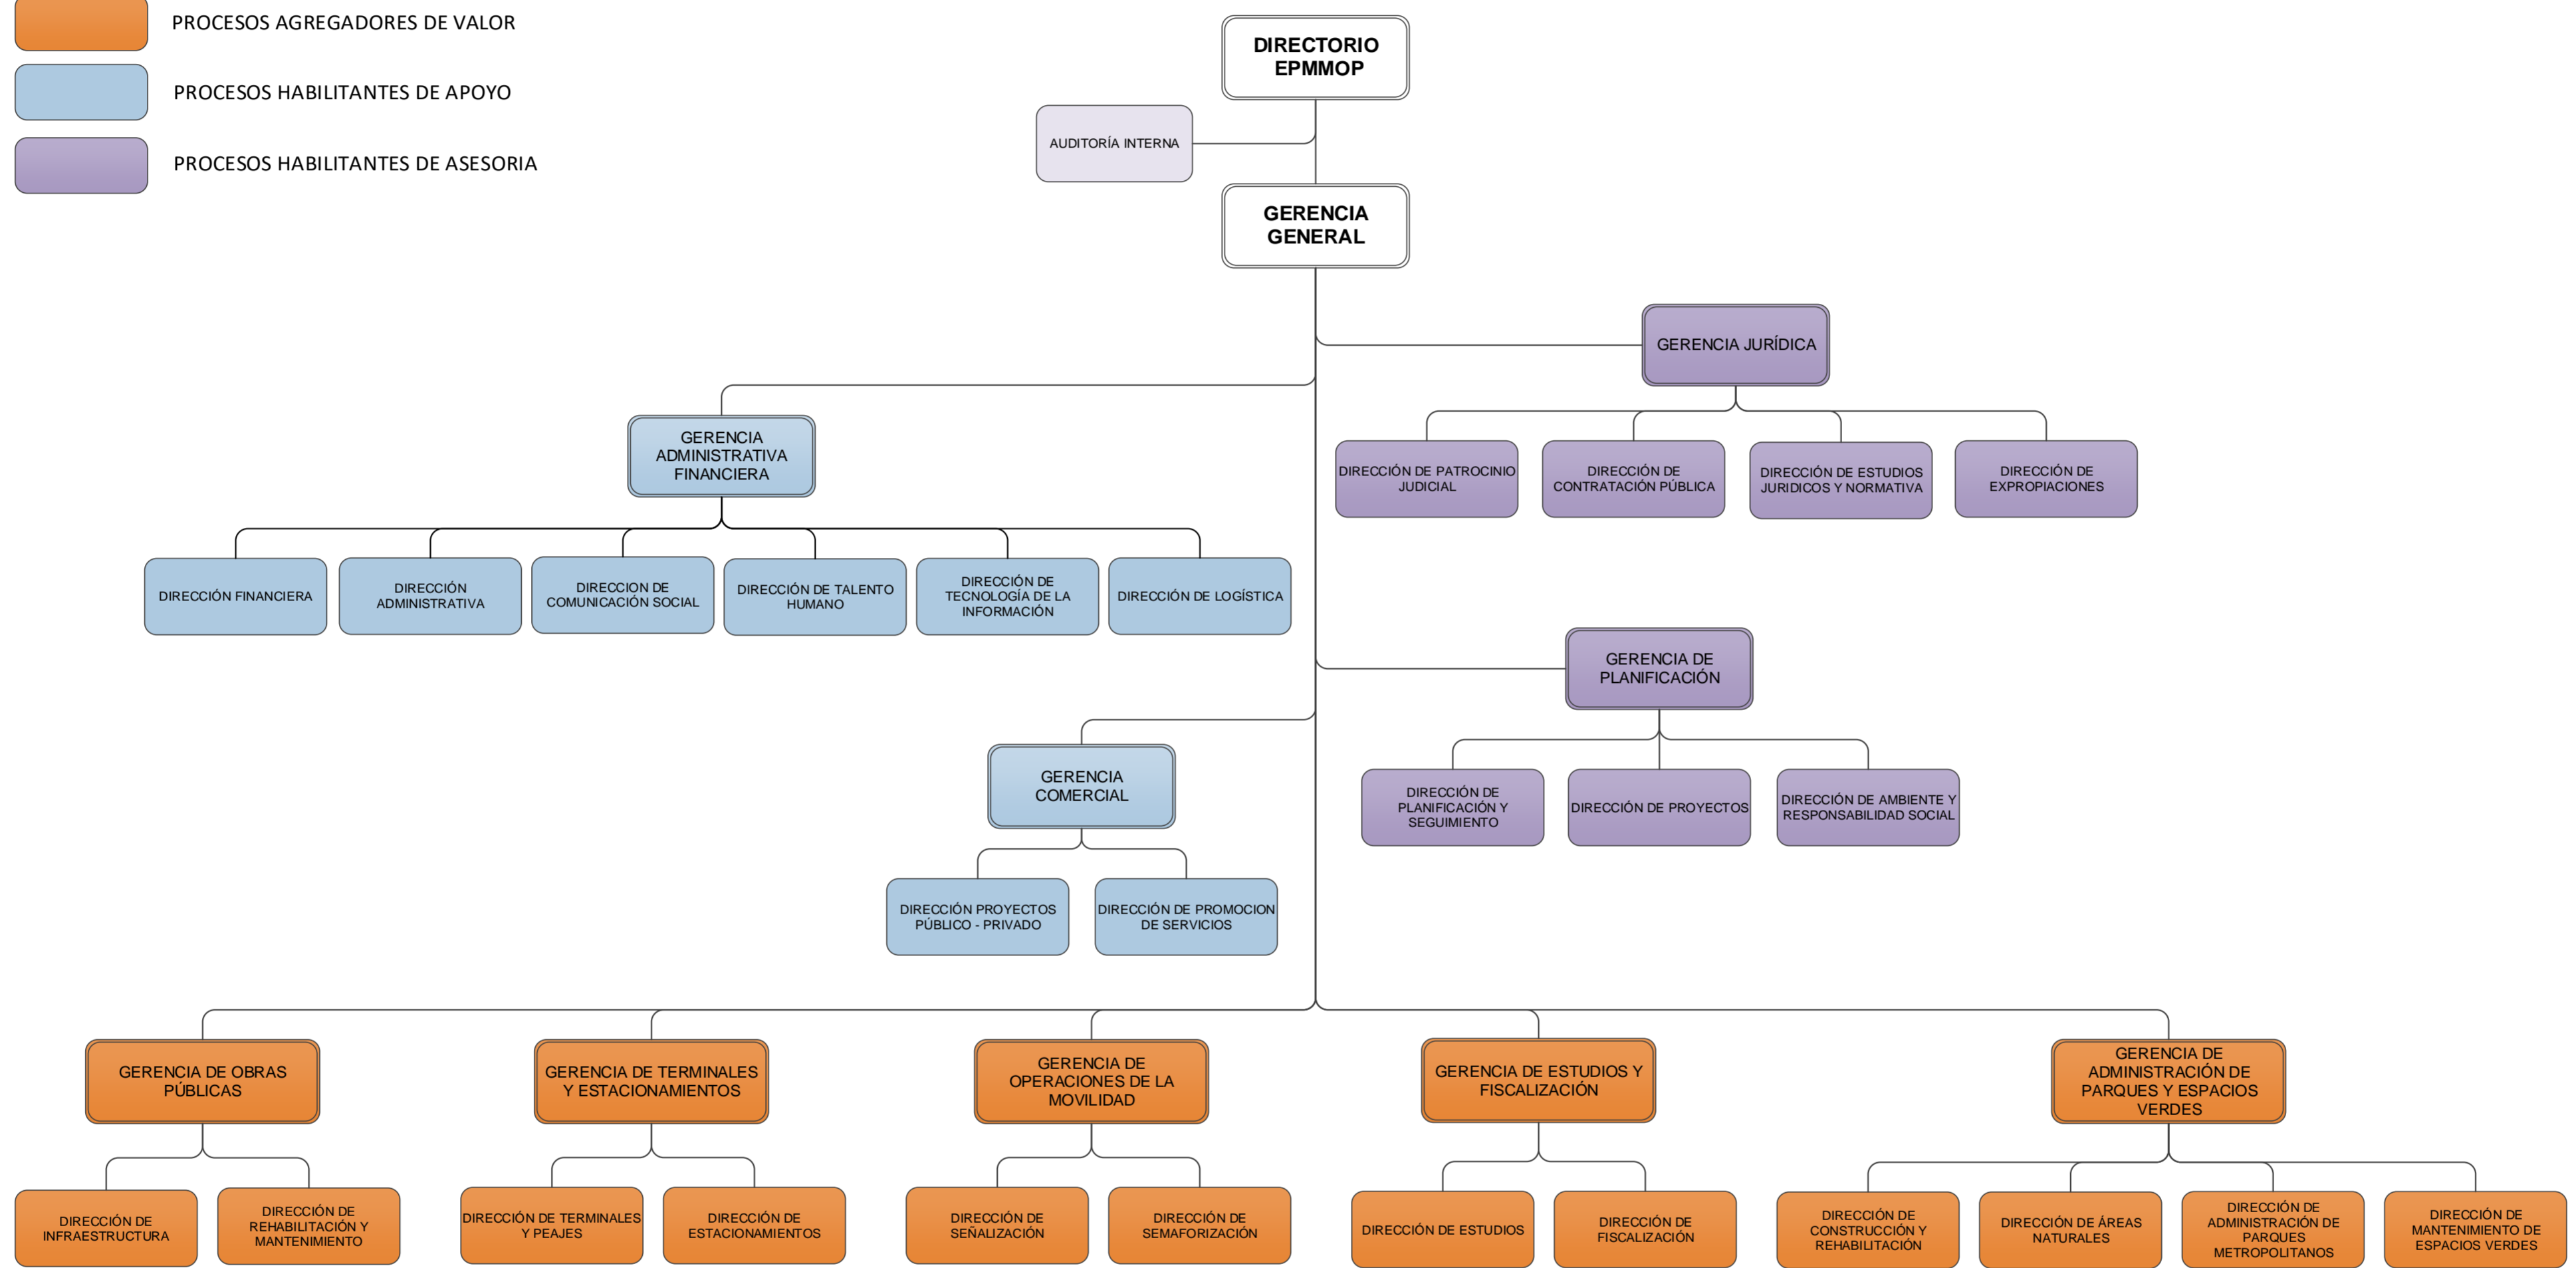 PROCESOS AGREGADORES DE VALOR
PROCESOS HABILITANTES DE APOYO
PROCESOS HABILITANTES DE ASESORIA
DIRECTORIO
EPMMOP
AUDITORÍA INTERNA
GERENCIA
GENERAL
GERENCIA JURÍDICA
DIRECCIÓN DE PATROCINIO
JUDICIAL
DIRECCIÓN DE
CONTRATACIÓN PÚBLICA
DIRECCIÓN DE ESTUDIOS
JURIDICOS Y NORMATIVA
DIRECCIÓN DE
EXPROPIACIONES
GERENCIA
ADMINISTRATIVA
FINANCIERA
DIRECCIÓN FINANCIERA
DIRECCIÓN
ADMINISTRATIVA
DIRECCION DE
COMUNICACIÓN SOCIAL
DIRECCIÓN DE TALENTO
HUMANO
DIRECCIÓN DE
TECNOLOGÍA DE LA
INFORMACIÓN
DIRECCIÓN DE LOGÍSTICA
GERENCIA DE
PLANIFICACIÓN
DIRECCIÓN DE
PLANIFICACIÓN Y
SEGUIMIENTO
DIRECCIÓN DE PROYECTOS
DIRECCIÓN DE AMBIENTE Y
RESPONSABILIDAD SOCIAL
GERENCIA
COMERCIAL
DIRECCIÓN PROYECTOS
PÚBLICO - PRIVADO
DIRECCIÓN DE PROMOCION
DE SERVICIOS
GERENCIA DE OBRAS
PÚBLICAS
DIRECCIÓN DE
INFRAESTRUCTURA
DIRECCIÓN DE
REHABILITACIÓN Y
MANTENIMIENTO
GERENCIA DE TERMINALES
Y ESTACIONAMIENTOS
DIRECCIÓN DE TERMINALES
Y PEAJES
DIRECCIÓN DE
ESTACIONAMIENTOS
GERENCIA DE
OPERACIONES DE LA
MOVILIDAD
DIRECCIÓN DE
SEÑALIZACIÓN
DIRECCIÓN DE
SEMAFORIZACIÓN
GERENCIA DE ESTUDIOS Y
FISCALIZACIÓN
DIRECCIÓN DE ESTUDIOS
DIRECCIÓN DE
FISCALIZACIÓN
GERENCIA DE
ADMINISTRACIÓN DE
PARQUES Y ESPACIOS
VERDES
DIRECCIÓN DE
CONSTRUCCIÓN Y
REHABILITACIÓN
DIRECCIÓN DE ÁREAS
NATURALES
DIRECCIÓN DE
ADMINISTRACIÓN DE
PARQUES
METROPOLITANOS
DIRECCIÓN DE
MANTENIMIENTO DE
ESPACIOS VERDES